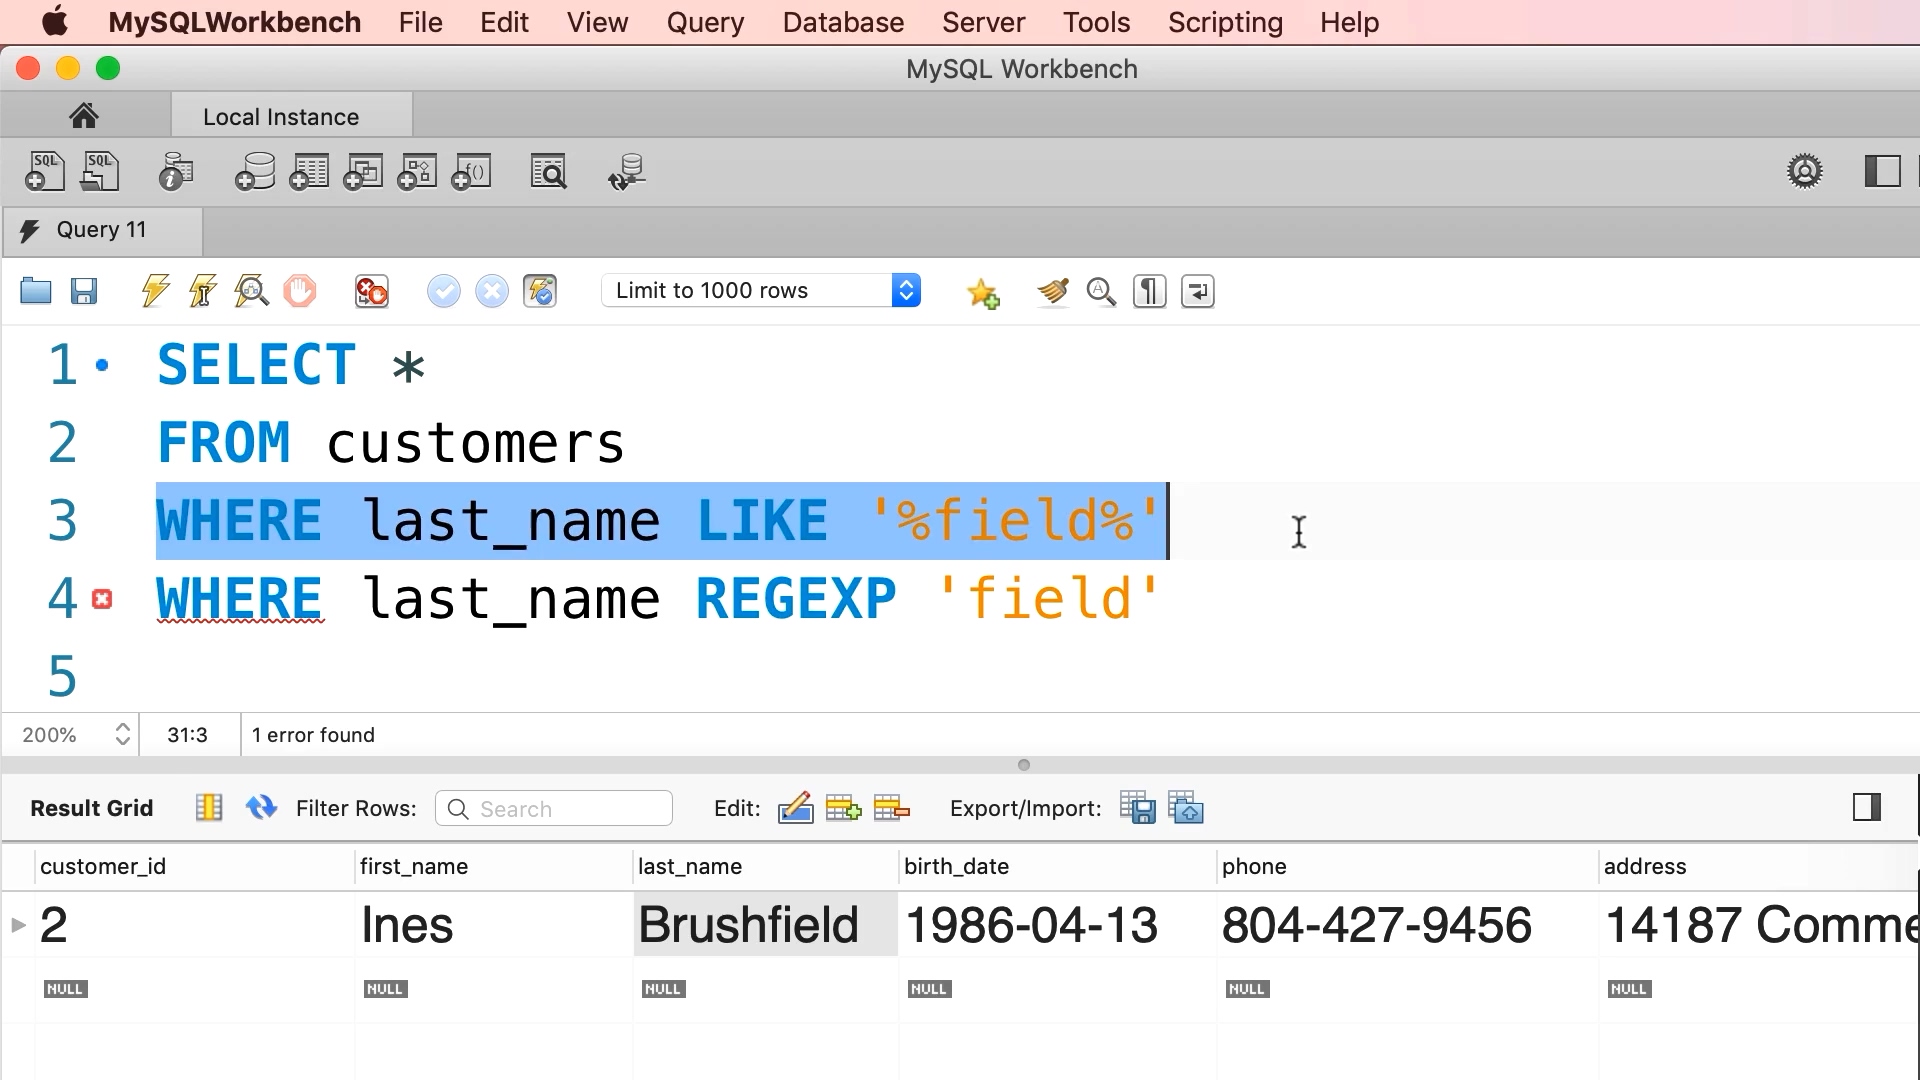 MySQLWorkbench File Edit View Query Database Server Tools Scripting Help
MySQL Workbench
Local Instance
SQL SQL f()
Query 11
Limit to 1000 rows
1 SELECT *
2 FROM customers
3 WHERE last_name LIKE '%field%'
4 WHERE last_name REGEXP 'field'
5
200% 31:3 1 error found
Result Grid Filter Rows: Search Edit: Export/Import:
customer_id first_name last_name birth_date phone address
2 Ines Brushfield 1986-04-13 804-427-9456 14187 Comme
NULL NULL NULL NULL NULL NULL